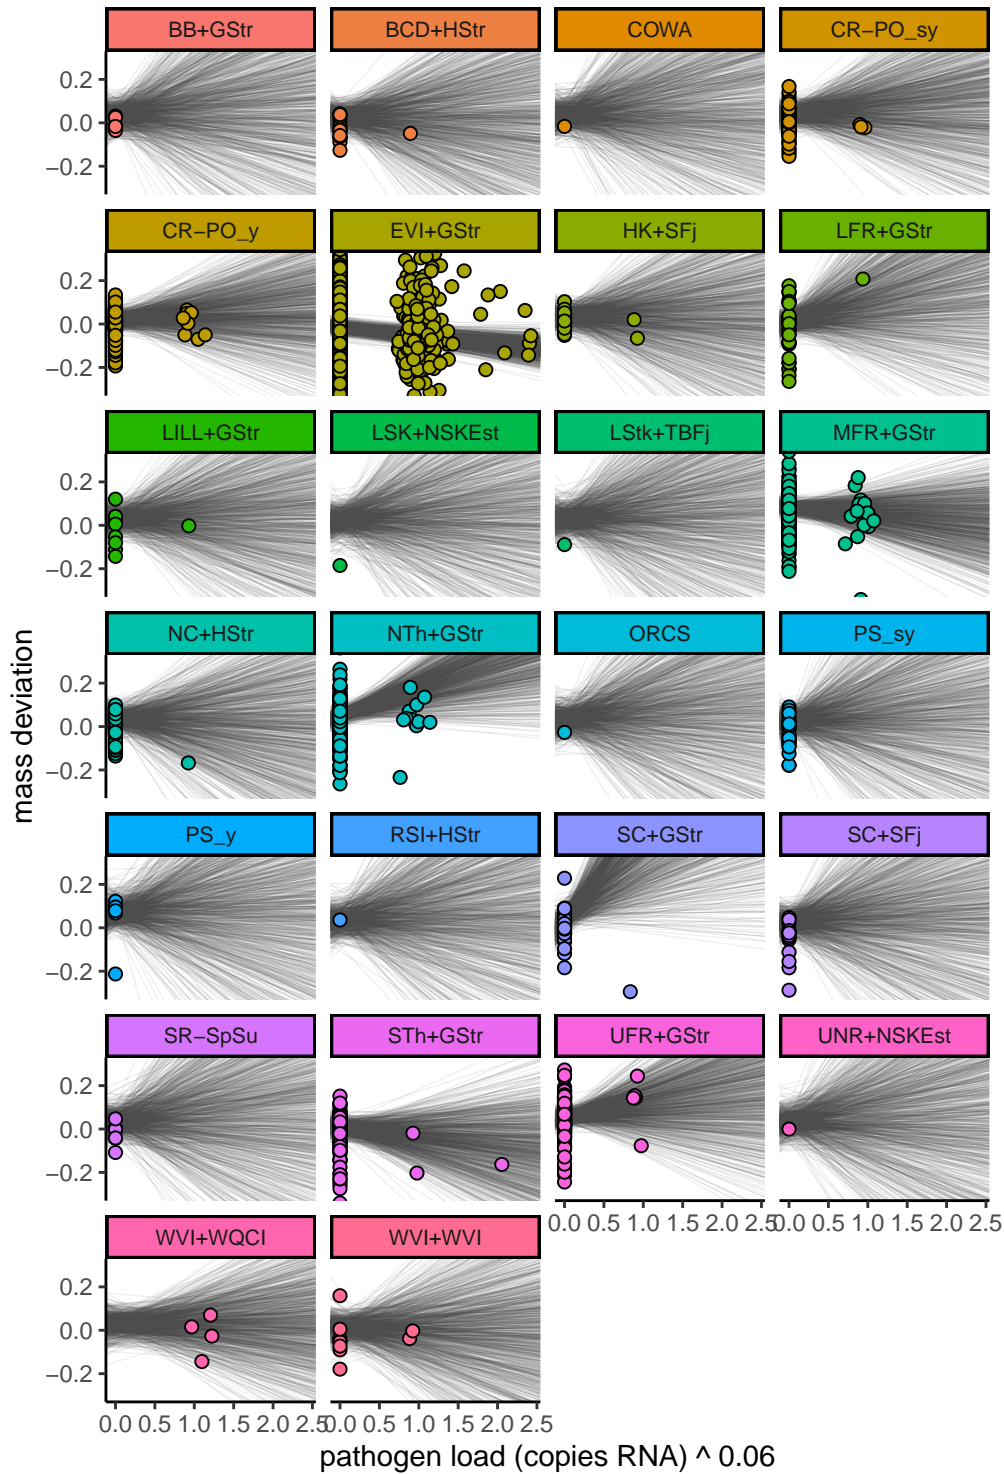 BB+GStr BCD+HStr COWA CR−PO_sy
0.2
0.0
−0.2
CR−PO_y EVI+GStr HK+SFj LFR+GStr
0.2
0.0
−0.2
LILL+GStr LSK+NSKEst LStk+TBFj MFR+GStr
0.2
0.0
−0.2
NC+HStr NTh+GStr ORCS PS_sy
0.2
0.0
−0.2
PS_y RSI+HStr SC+GStr SC+SFj
0.2
0.0
−0.2
SR−SpSu STh+GStr UFR+GStr UNR+NSKEst
0.2
0.0
−0.2
0.0 0.5 1.0 1.5 2.0 2.5 0.0 0.5 1.0 1.5 2.0 2.5
WVI+WQCI WVI+WVI
0.2
0.0
−0.2
0.0 0.5 1.0 1.5 2.0 2.5 0.0 0.5 1.0 1.5 2.0 2.5
mass deviation
pathogen load (copies RNA) ^ 0.06